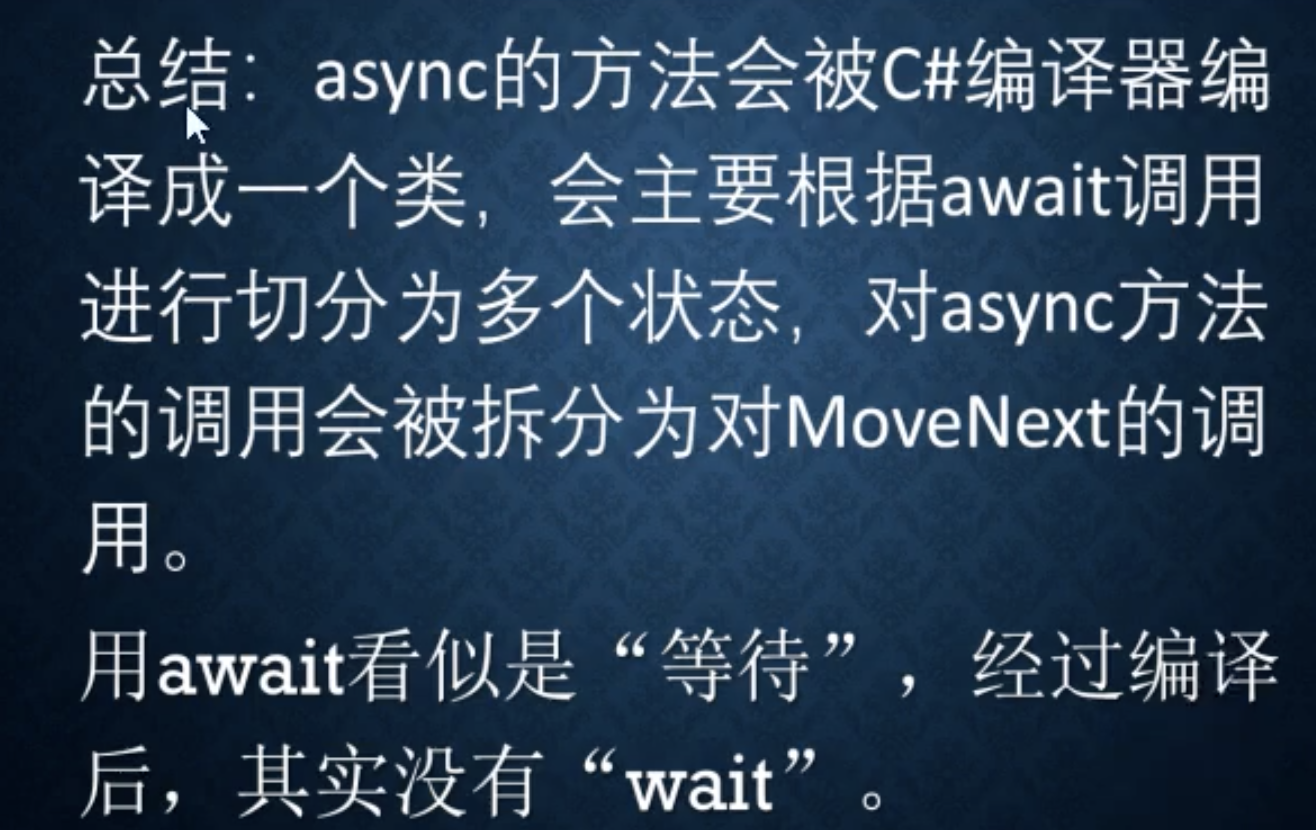 总结：async的方法会被C#编译器编
译成一个类，会主要根据await调用
进行切分为多个状态，对async方法
的调用会被拆分为对MoveNext的调
用。
用await看似是“等待”，经过编译
后，其实没有“wait”。